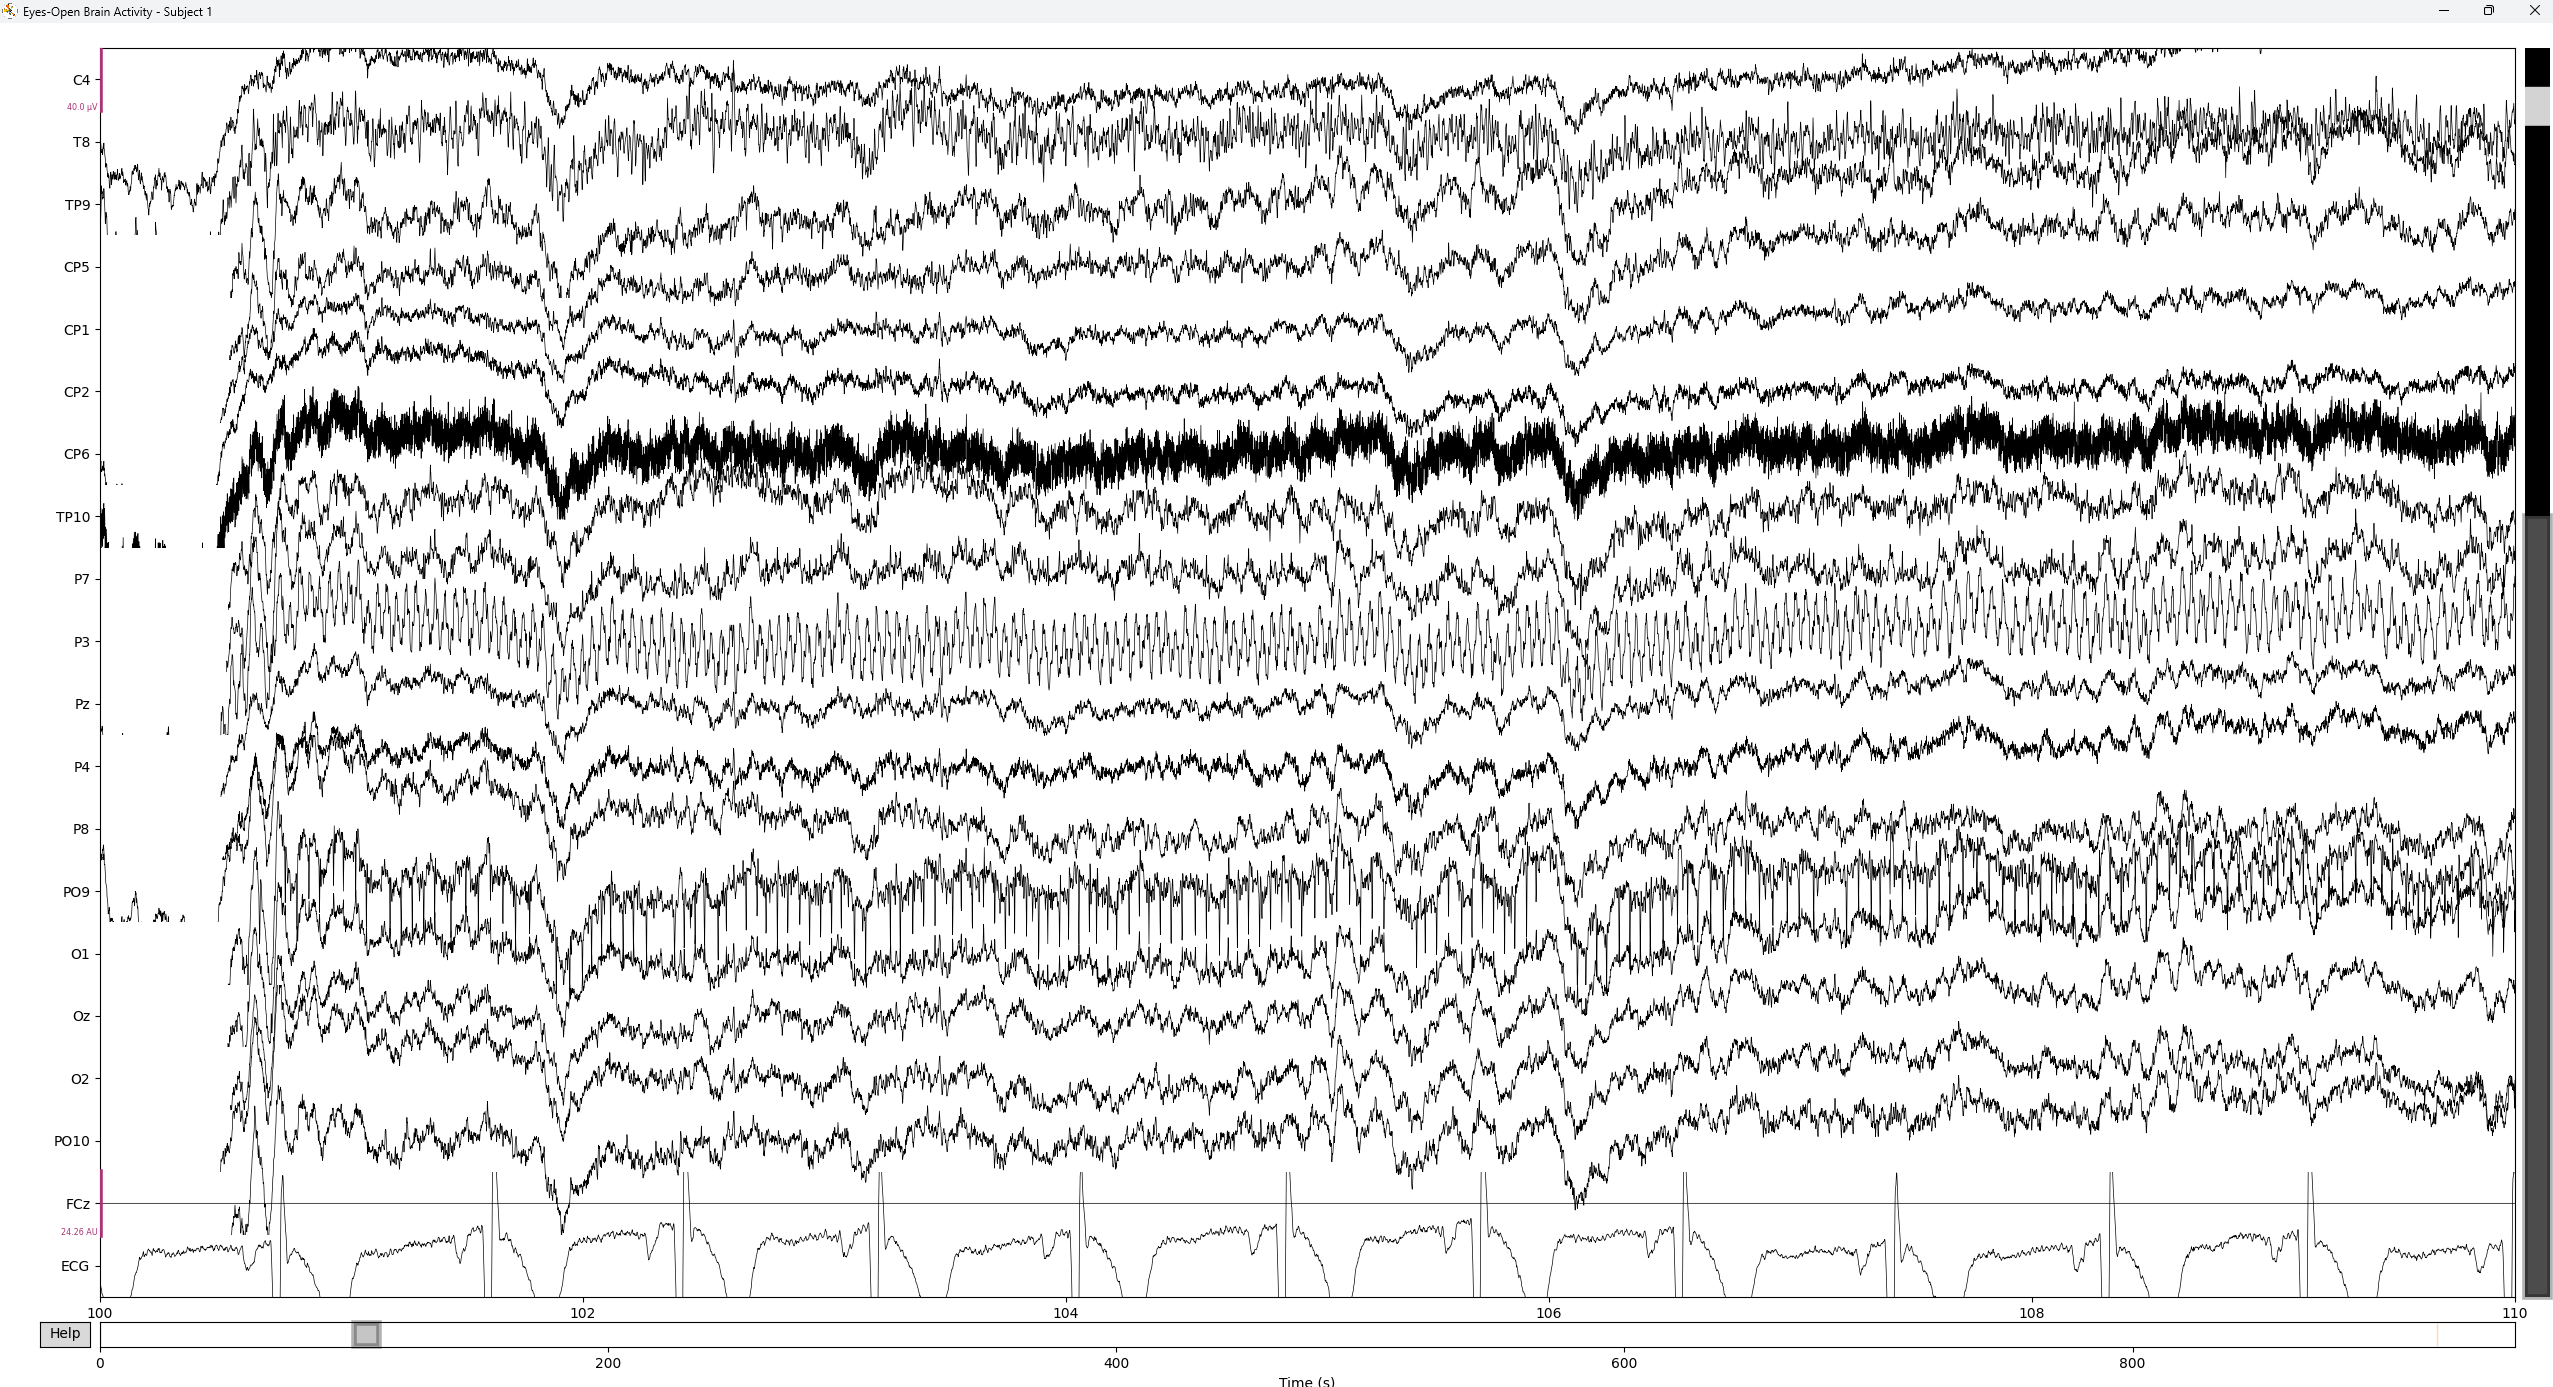 Eyes-Open Brain Activity - Subject 1
C4
40.0 µV
T8
TP9
CP5
CP1
CP2
CP6
TP10
P7
P3
Pz
P4
P8
PO9
O1
Oz
O2
PO10
FCz
24.26 AU
ECG
100 102 104 106 108 110
Help
0 200 400 600 800
Time (s)